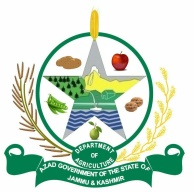 DEPARTMENT
OF
AGRICULTURE
AZAD GOVERNMENT OF THE STATE OF
JAMMU & KASHMIR